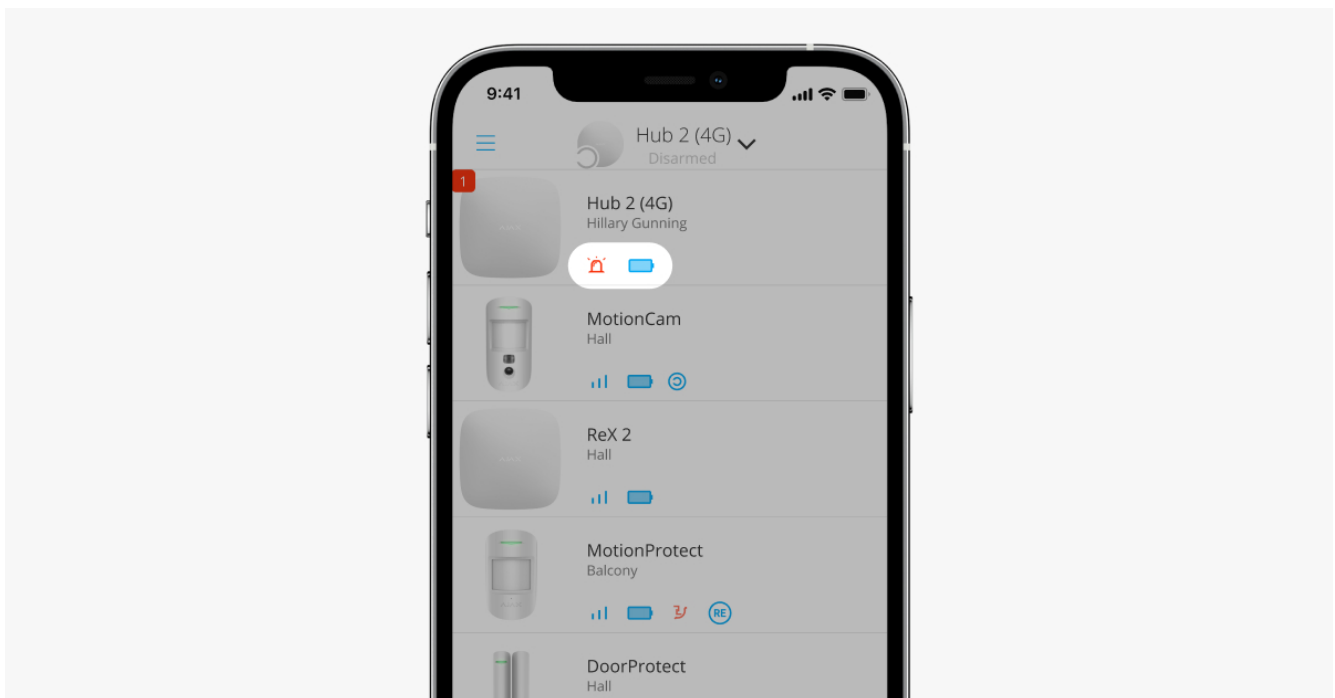 9:41
Hub 2 (4G)
Disarmed
1
Hub 2 (4G)
Hillary Gunning
MotionCam
Hall
ReX 2
Hall
MotionProtect
Balcony
RE
DoorProtect
Hall